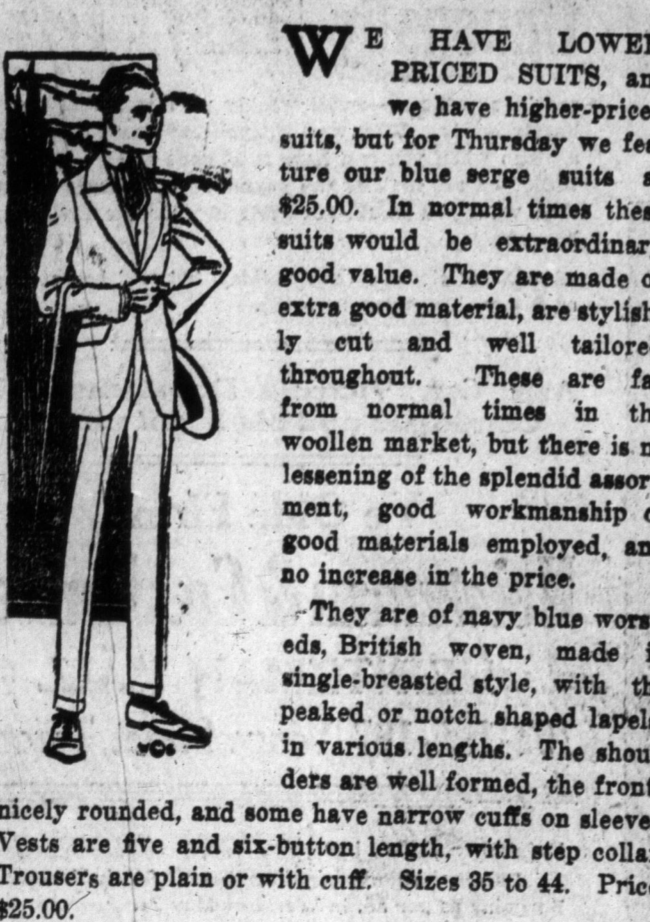 WE HAVE LOWER
PRICED SUITS, an
we have higher-price
suits, but for Thursday we fea
ture our blue serge suits a
$25.00. In normal times thes
suits would be extraordinar
good value. They are made o
extra good material, are stylish
ly cut and well tailore
throughout. These are fa
from normal times in th
woollen market, but there is n
lessening of the splendid assor
ment, good workmanship o
good materials employed, an
no increase in the price.
They are of navy blue wors
eds, British woven, made i
single-breasted style, with th
peaked or notch shaped lapels
in various lengths. The shou
ders are well formed, the front
nicely rounded, and some have narrow cuffs on sleeve
Vests are five and six-button length, with step colla
Trousers are plain or with cuff. Sizes 35 to 44. Price
$25.00.